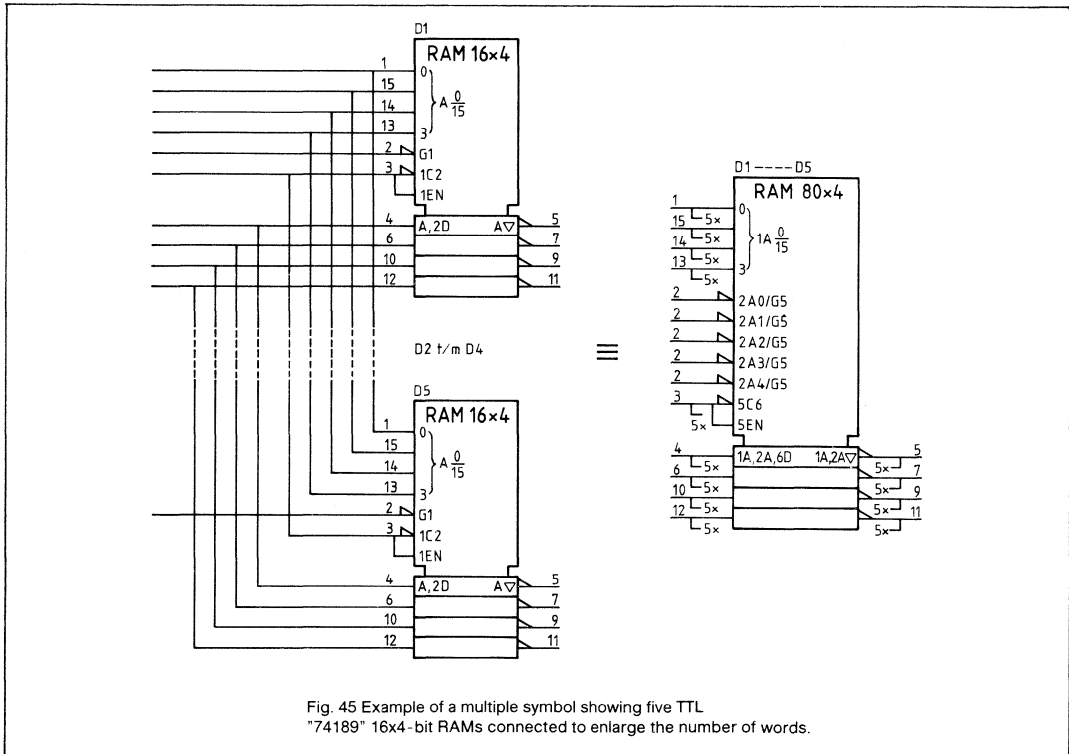 D1
RAM 16×4
1 0
15
14 A 0/15
13 3
2 G1
3 1C2
1EN
4 A,2D A▽ 5
6 7
10 9
12 11
D2 t/m D4
D5
RAM 16×4
1 0
15
14 A 0/15
13 3
2 G1
3 1C2
1EN
4 A,2D A▽ 5
6 7
10 9
12 11
≡
D1----D5
RAM 80×4
1 0
5×
15
5×
14 1A 0/15
5×
13 3
5×
2 2A0/G5
2 2A1/G5
2 2A2/G5
2 2A3/G5
2 2A4/G5
3 5C6
5× 5EN
4 1A,2A,6D 1A,2A▽ 5
5× 5×
6 7
5× 5×
10 9
5× 5×
12 11
5× 5×
Fig. 45 Example of a multiple symbol showing five TTL
"74189" 16x4-bit RAMs connected to enlarge the number of words.